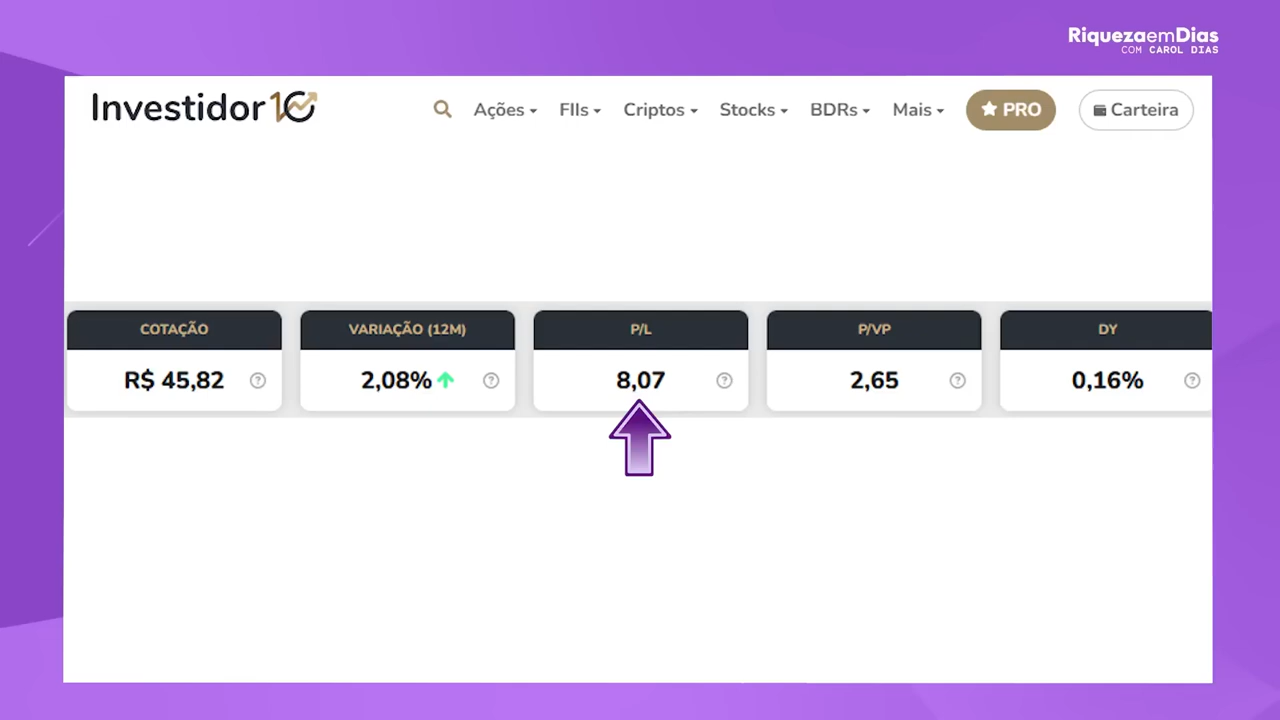 RiquezaemDias
COM CAROL DIAS
Investidor10
Ações
FIIs
Criptos
Stocks
BDRs
Mais
PRO
Carteira
COTAÇÃO
R$ 45,82
?
VARIAÇÃO (12M)
2,08%
?
P/L
8,07
?
P/VP
2,65
?
DY
0,16%
?